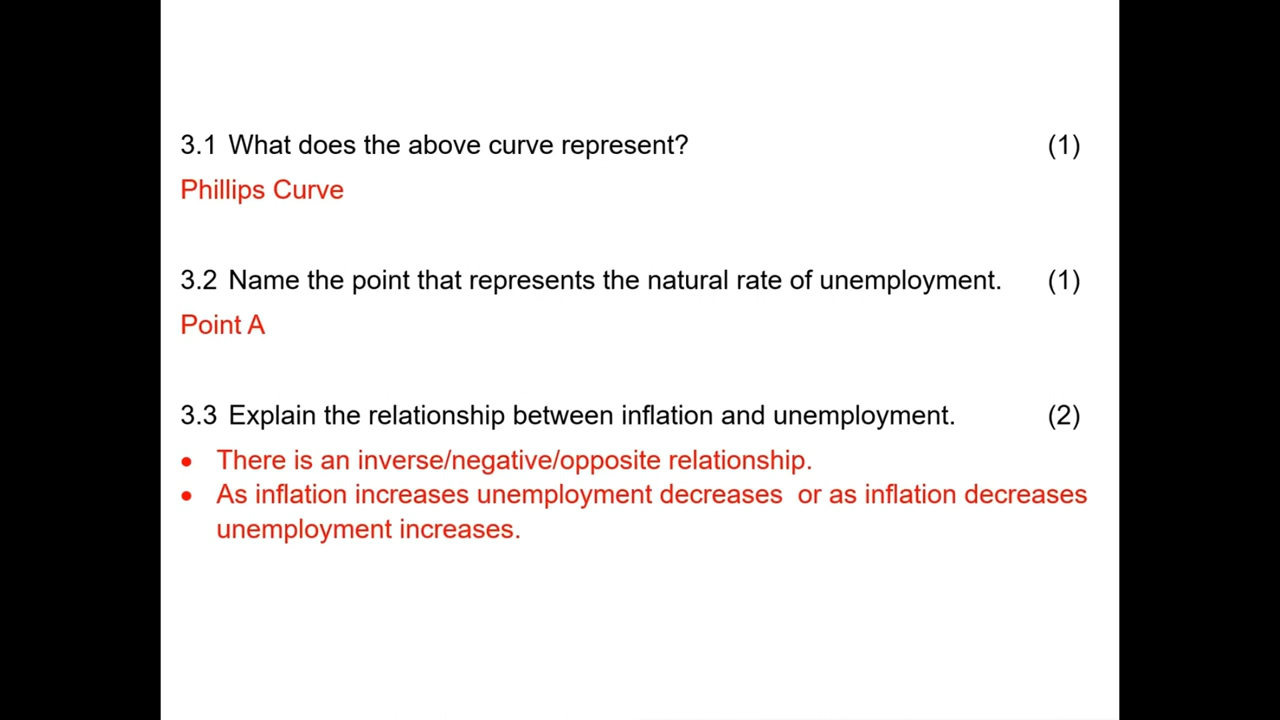 3.1 What does the above curve represent? (1)
Phillips Curve
3.2 Name the point that represents the natural rate of unemployment. (1)
Point A
3.3 Explain the relationship between inflation and unemployment. (2)
• There is an inverse/negative/opposite relationship.
• As inflation increases unemployment decreases or as inflation decreases
unemployment increases.